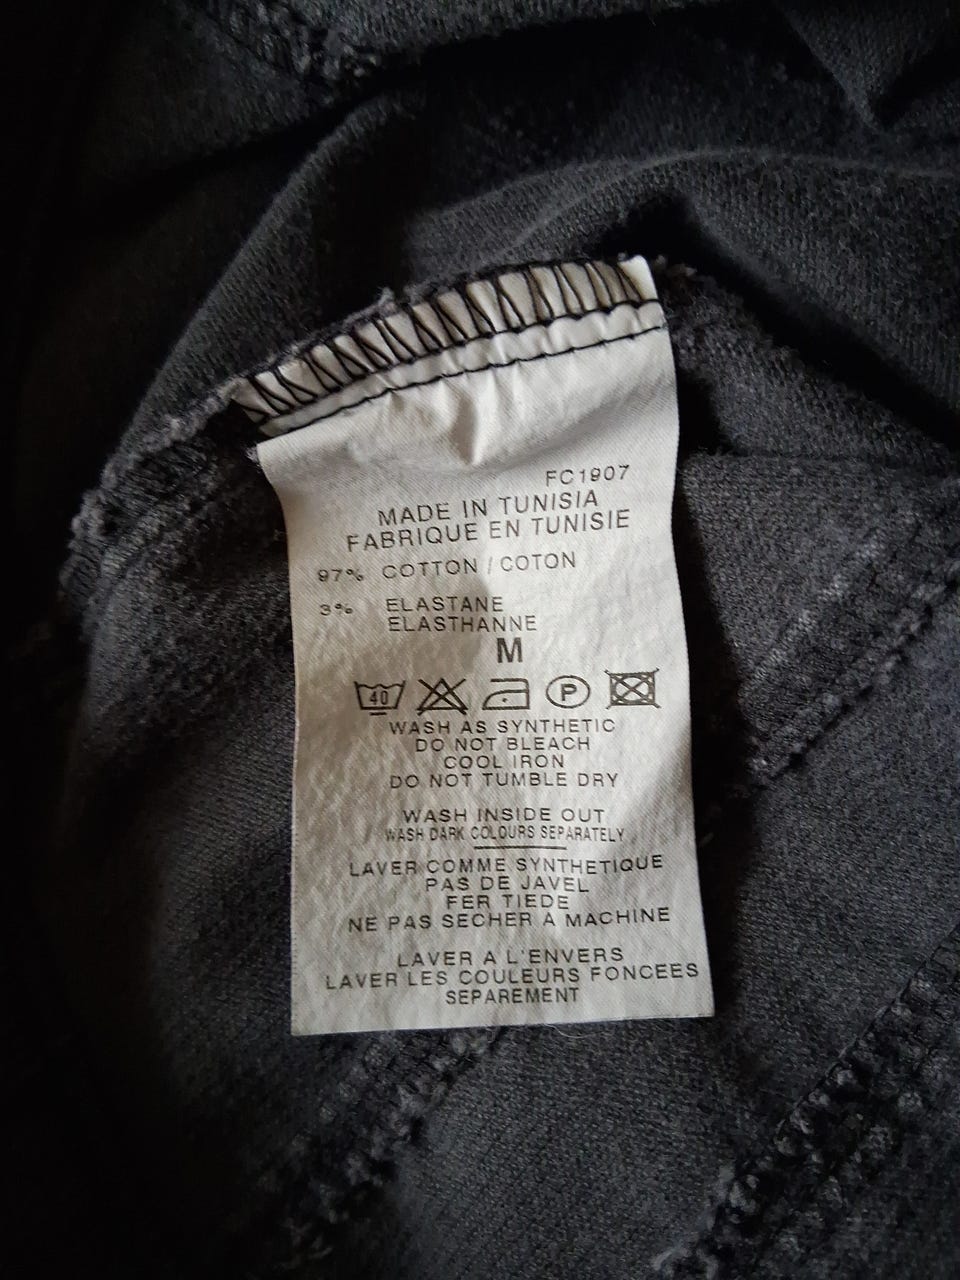 FC1907
MADE IN TUNISIA
FABRIQUE EN TUNISIE
97% COTTON / COTON
3% ELASTANE
ELASTHANNE
M
40 P
WASH AS SYNTHETIC
DO NOT BLEACH
COOL IRON
DO NOT TUMBLE DRY
WASH INSIDE OUT
WASH DARK COLOURS SEPARATELY
LAVER COMME SYNTHETIQUE
PAS DE JAVEL
FER TIEDE
NE PAS SECHER A MACHINE
LAVER A L'ENVERS
LAVER LES COULEURS FONCEES
SEPAREMENT